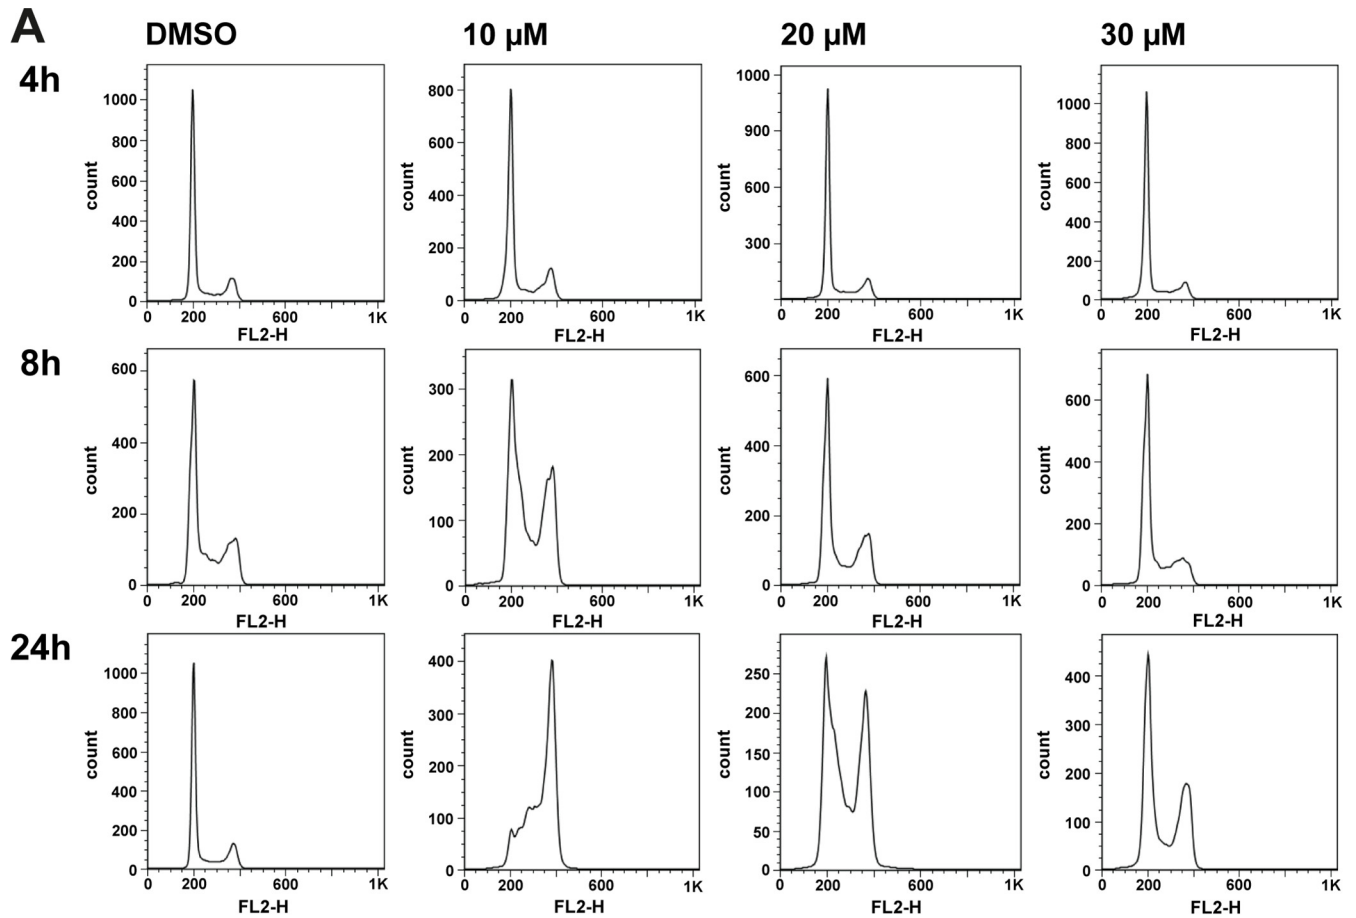 A
DMSO 10 µM 20 µM 30 µM
4h
1000 800 600 400 200 0
count
0 200 600 1K
FL2-H
800 600 400 200 0
count
0 200 600 1K
FL2-H
1000 900 600 300
count
0 200 600 1K
FL2-H
1000 800 600 400 200 0
count
0 200 600 1K
FL2-H
8h
600 400 200 0
count
0 200 600 1K
FL2-H
300 200 100 0
count
0 200 600 1K
FL2-H
600 400 200 0
count
0 200 600 1K
FL2-H
600 400 200 0
count
0 200 600 1K
FL2-H
24h
1000 800 600 400 200 0
count
0 200 600 1K
FL2-H
400 300 200 100 0
count
0 200 600 1K
FL2-H
250 200 150 100 50 0
count
0 200 600 1K
FL2-H
400 300 200 100 0
count
0 200 600 1K
FL2-H